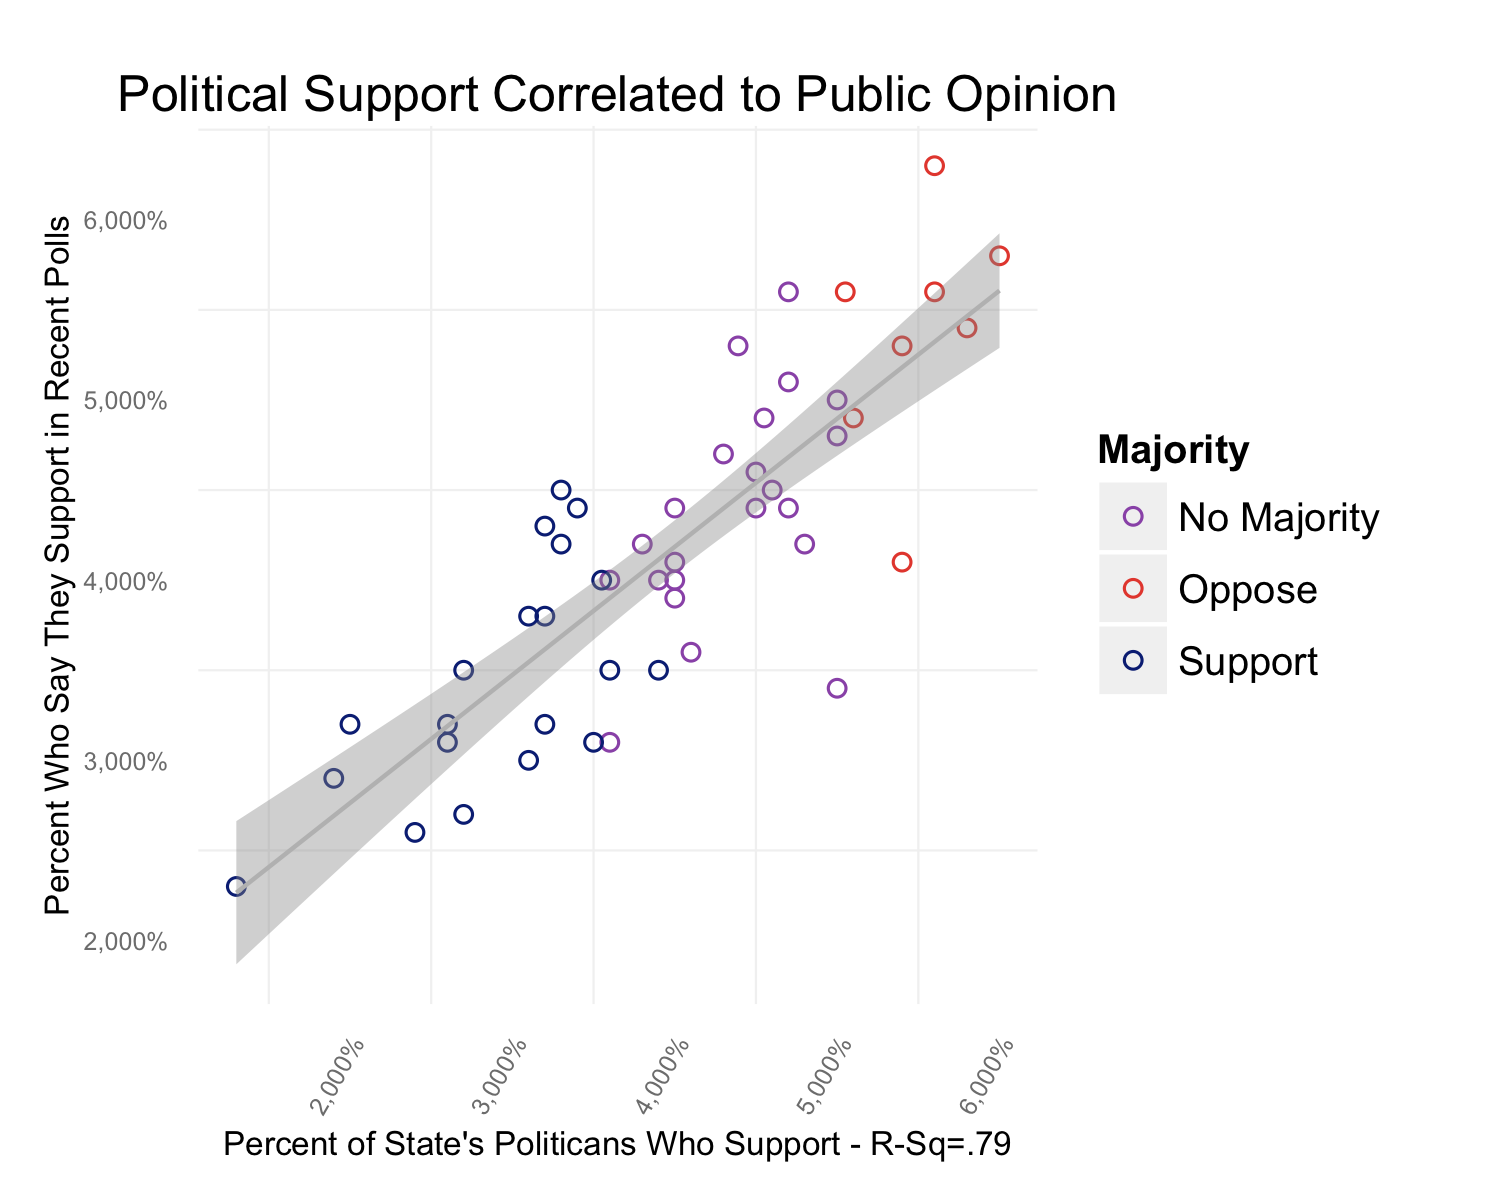 Political Support Correlated to Public Opinion
Percent Who Say They Support in Recent Polls
6,000%
5,000%
4,000%
3,000%
2,000%
2,000%
3,000%
4,000%
5,000%
6,000%
Percent of State's Politicans Who Support - R-Sq=.79
Majority
No Majority
Oppose
Support